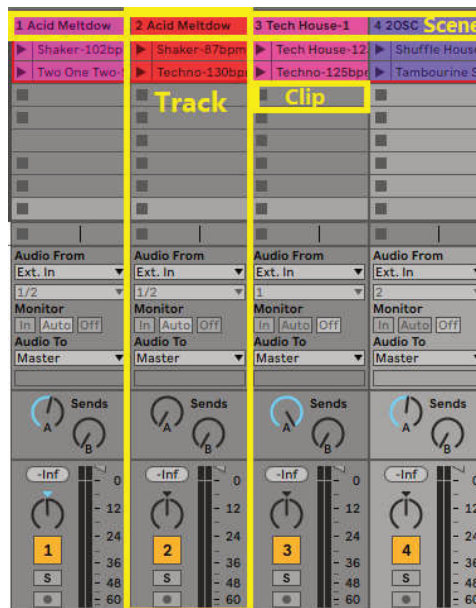 1 Acid Meltdow 2 Acid Meltdow 3 Tech House-1 4 2OSC Scene
Shaker-102bp Shaker-87bpm Tech House-12 Shuffle House
Two One Two- Techno-130bp Techno-125bp Tambourine S
Track Clip
Audio From Audio From Audio From Audio From
Ext. In Ext. In Ext. In Ext. In
1/2 1/2 1 2
Monitor Monitor Monitor Monitor
In Auto Off In Auto Off In Auto Off In Auto Off
Audio To Audio To Audio To Audio To
Master Master Master Master
Sends Sends Sends Sends
A A A A
B B B B
-Inf -Inf -Inf -Inf
0 0 0 0
12 12 12 12
24 24 24 24
1 2 3 4
36 36 36 36
S S S S
48 48 48 48
60 60 60 60